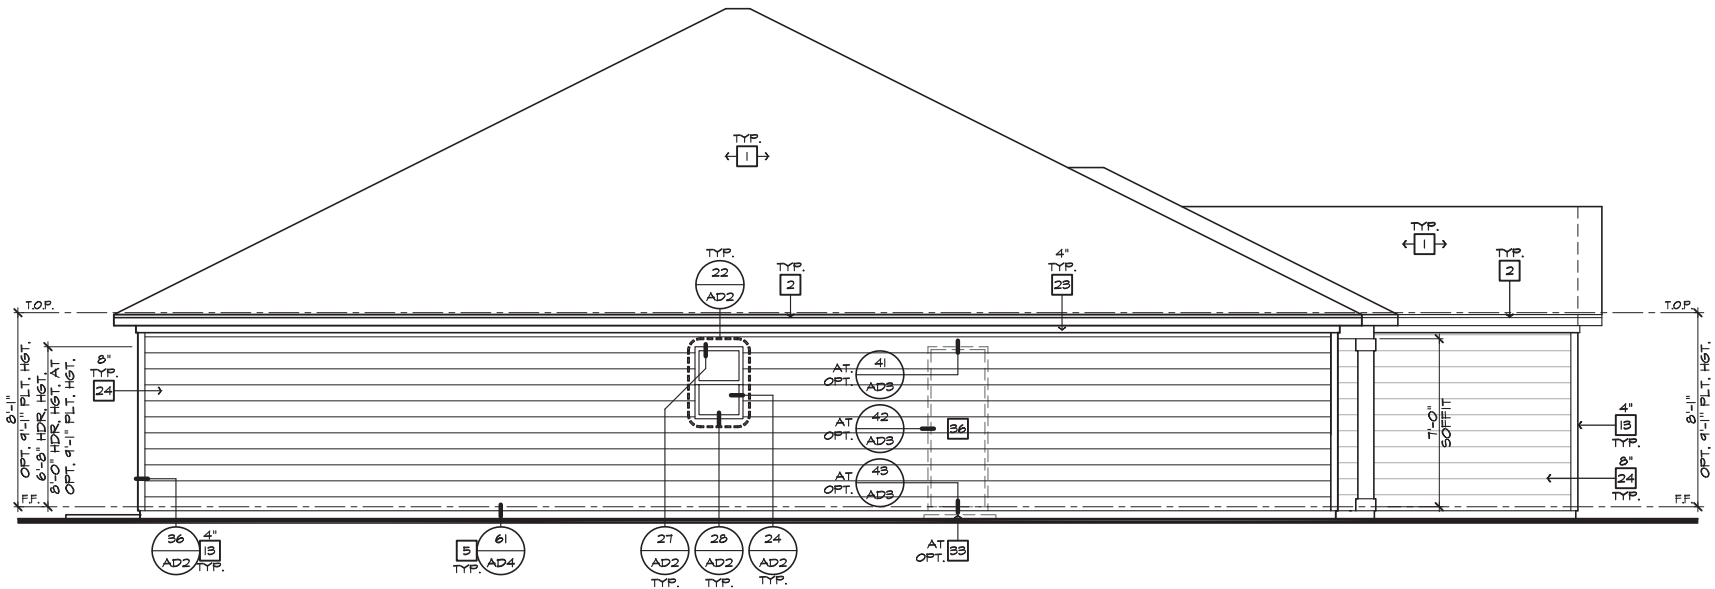 TYP.
1
TYP.
1
TYP.
22
AD2
TYP.
2
4"
TYP.
23
TYP.
2
T.O.P.
T.O.P.
8'-1"
OPT. 9'-1" PLT. HGT.
6'-8" HDR. HGT.
8'-0" HDR. HGT. AT
OPT. 9'-1" PLT. HGT.
8"
TYP.
24
AT
OPT.
41
AD3
AT
OPT.
42
AD3
36
AT
OPT.
43
AD3
7'-0"
SOFFIT
4"
13
TYP.
8"
24
TYP.
8'-1"
OPT. 9'-1" PLT. HGT.
F.F.
F.F
36
AD2
4"
13
TYP.
5
TYP.
61
AD4
27
AD2
TYP.
28
AD2
TYP.
24
AD2
TYP.
AT
OPT.
33